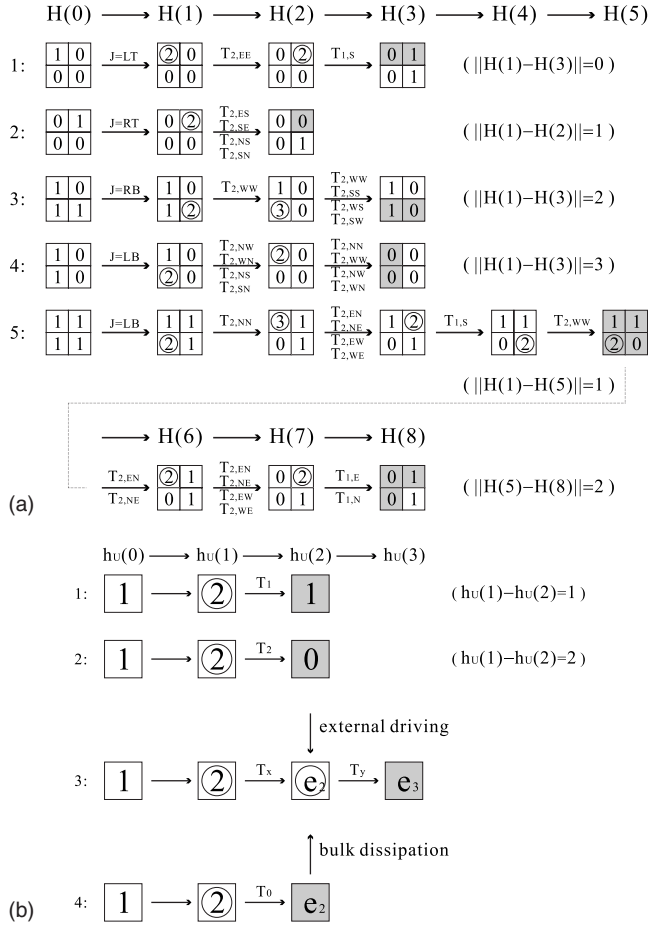 H(0) → H(1) → H(2) → H(3) → H(4) → H(5)
1: 1 0 J=LT ② 0 T2,EE 0 ② T1,S 0 1 (||H(1)−H(3)||=0)
0 0 0 0 0 0 0 1
2: 0 1 J=RT 0 ② T2,ES T2,SE T2,NS T2,SN 0 0 (||H(1)−H(2)||=1)
0 0 0 0 0 1
3: 1 0 J=RB 1 0 T2,WW 1 0 T2,WW T2,SS T2,WS T2,SW 1 0 (||H(1)−H(3)||=2)
1 1 1 ② ③ 0 1 0
4: 1 0 J=LB 1 0 T2,NW T2,WN T2,NS T2,SN ② 0 T2,NN T2,WW T2,NW T2,WN 0 0 (||H(1)−H(3)||=3)
1 0 ② 0 0 0 0 0
5: 1 1 J=LB 1 1 T2,NN ③ 1 T2,EN T2,NE T2,EW T2,WE 1 ② T1,S 1 1 T2,WW 1 1
1 1 ② 1 0 1 0 1 0 ② ② 0
(||H(1)−H(5)||=1)
→ H(6) → H(7) → H(8)
T2,EN T2,NE ② 1 T2,EN T2,NE T2,EW T2,WE 0 ② T1,E T1,N 0 1 (||H(5)−H(8)||=2)
0 1 0 1 0 1
(a)
hU(0) → hU(1) → hU(2) → hU(3)
1: 1 ② T1 1 (hU(1)−hU(2)=1)
2: 1 ② T2 0 (hU(1)−hU(2)=2)
external driving
3: 1 ② Tx e2 Ty e3
bulk dissipation
4: 1 ② T0 e2
(b)